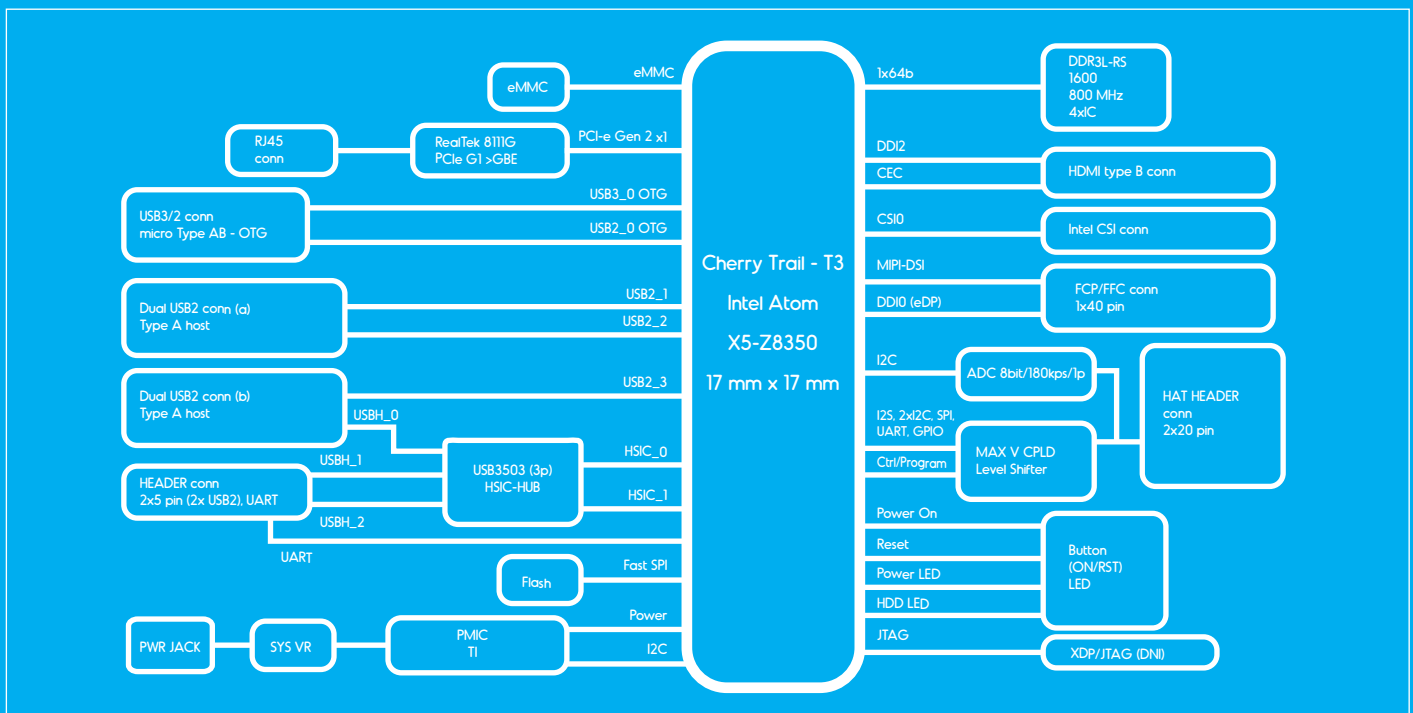 eMMC
eMMC
RJ45
conn
RealTek 8111G
PCIe G1 >GBE
PCI-e Gen 2 x1
USB3/2 conn
micro Type AB - OTG
USB3_0 OTG
USB2_0 OTG
Dual USB2 conn (a)
Type A host
USB2_1
USB2_2
Dual USB2 conn (b)
Type A host
USB2_3
USBH_0
USBH_1
HEADER conn
2x5 pin (2x USB2), UART
USBH_2
UART
USB3503 (3p)
HSIC-HUB
HSIC_0
HSIC_1
Flash
Fast SPI
PWR JACK
SYS VR
PMIC
TI
Power
I2C
Cherry Trail - T3
Intel Atom
X5-Z8350
17 mm x 17 mm
1x64b
DDR3L-RS
1600
800 MHz
4xIC
DDI2
CEC
HDMI type B conn
CSI0
Intel CSI conn
MIPI-DSI
DDI0 (eDP)
FCP/FFC conn
1x40 pin
I2C
ADC 8bit/180kps/1p
I2S, 2xI2C, SPI,
UART, GPIO
Ctrl/Program
MAX V CPLD
Level Shifter
HAT HEADER
conn
2x20 pin
Power On
Reset
Power LED
HDD LED
Button
(ON/RST)
LED
JTAG
XDP/JTAG (DNI)